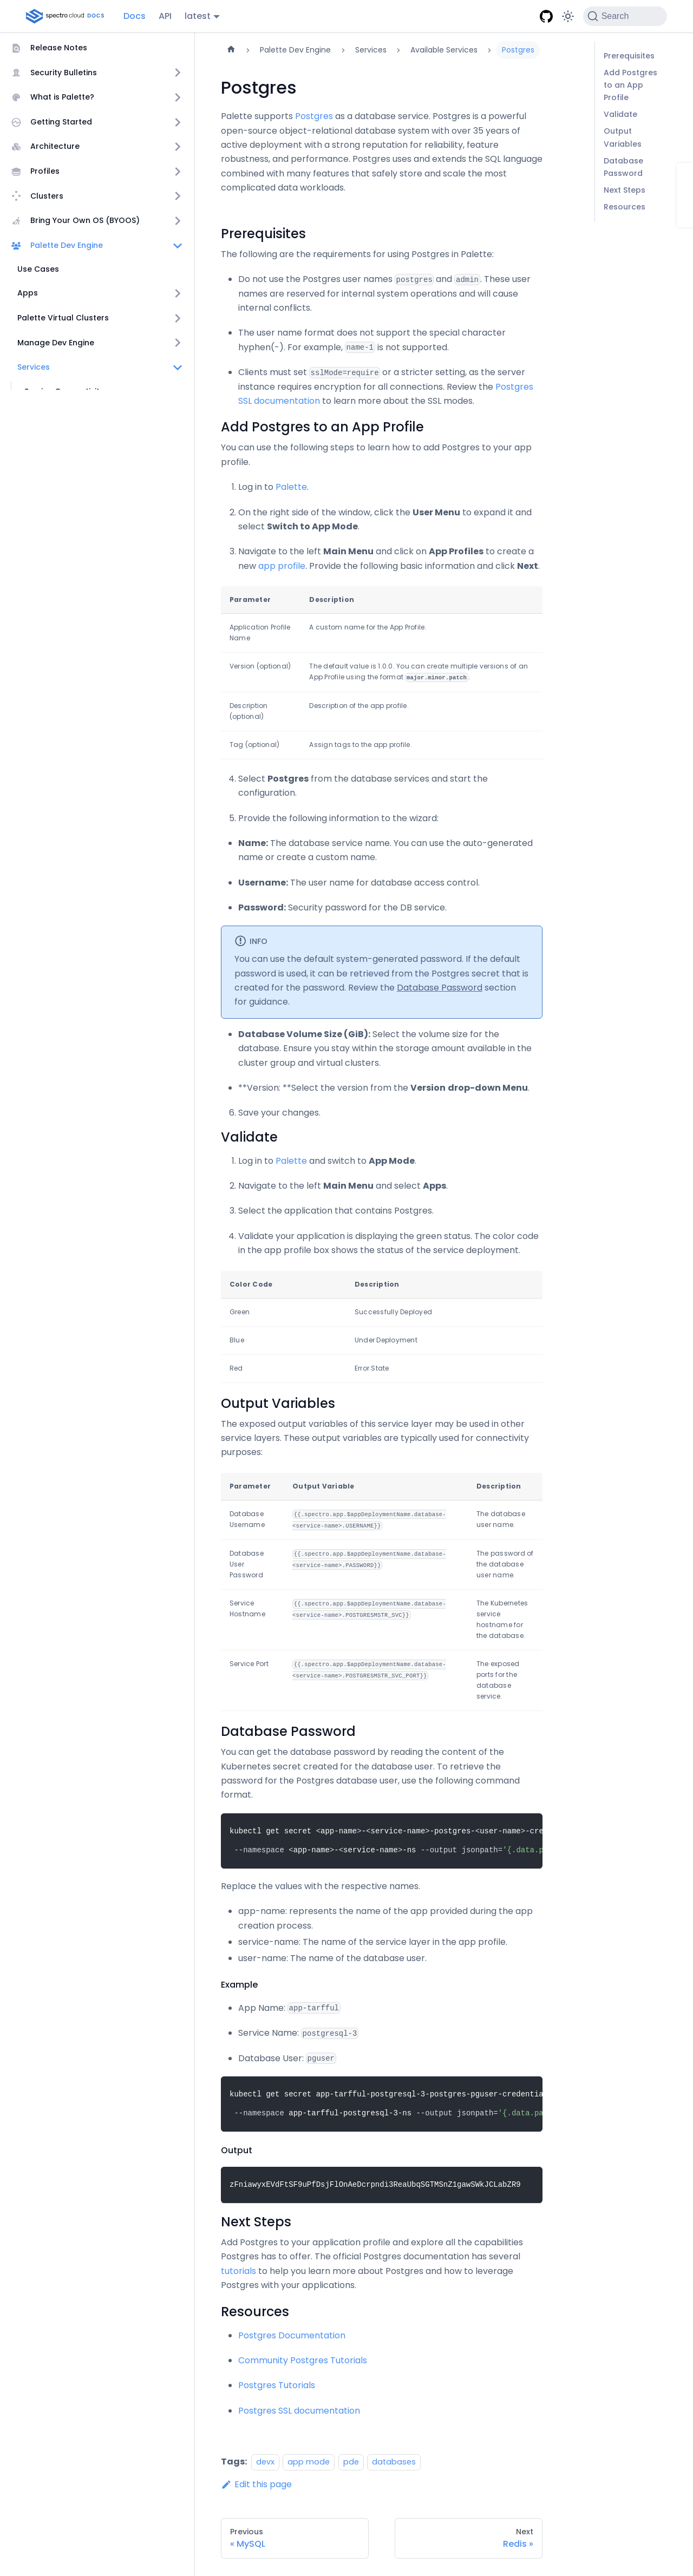 spectro cloud DOCS
Docs
API
latest
Search
Release Notes
Security Bulletins
What is Palette?
Getting Started
Architecture
Profiles
Clusters
Bring Your Own OS (BYOOS)
Palette Dev Engine
Use Cases
Apps
Palette Virtual Clusters
Manage Dev Engine
Services
Palette Dev Engine
Services
Available Services
Postgres
Postgres
Palette supports Postgres as a database service. Postgres is a powerful
open-source object-relational database system with over 35 years of
active deployment with a strong reputation for reliability, feature
robustness, and performance. Postgres uses and extends the SQL language
combined with many features that safely store and scale the most
complicated data workloads.
Prerequisites
The following are the requirements for using Postgres in Palette:
• Do not use the Postgres user names postgres and admin. These user
names are reserved for internal system operations and will cause
internal conflicts.
• The user name format does not support the special character
hyphen(-). For example, name-1 is not supported.
• Clients must set sslMode=require or a stricter setting, as the server
instance requires encryption for all connections. Review the Postgres
SSL documentation to learn more about the SSL modes.
Add Postgres to an App Profile
You can use the following steps to learn how to add Postgres to your app
profile.
1. Log in to Palette.
2. On the right side of the window, click the User Menu to expand it and
select Switch to App Mode.
3. Navigate to the left Main Menu and click on App Profiles to create a
new app profile. Provide the following basic information and click Next.
Parameter Description
Application Profile
Name
A custom name for the App Profile.
Version (optional)
The default value is 1.0.0. You can create multiple versions of an
App Profile using the format major.minor.patch.
Description
(optional)
Description of the app profile.
Tag (optional) Assign tags to the app profile.
4. Select Postgres from the database services and start the
configuration.
5. Provide the following information to the wizard:
• Name: The database service name. You can use the auto-generated
name or create a custom name.
• Username: The user name for database access control.
• Password: Security password for the DB service.
INFO
You can use the default system-generated password. If the default
password is used, it can be retrieved from the Postgres secret that is
created for the password. Review the Database Password section
for guidance.
• Database Volume Size (GiB): Select the volume size for the
database. Ensure you stay within the storage amount available in the
cluster group and virtual clusters.
• **Version: **Select the version from the Version drop-down Menu.
6. Save your changes.
Validate
1. Log in to Palette and switch to App Mode.
2. Navigate to the left Main Menu and select Apps.
3. Select the application that contains Postgres.
4. Validate your application is displaying the green status. The color code
in the app profile box shows the status of the service deployment.
Color Code Description
Green Successfully Deployed
Blue Under Deployment
Red Error State
Output Variables
The exposed output variables of this service layer may be used in other
service layers. These output variables are typically used for connectivity
purposes:
Parameter Output Variable Description
Database
Username
{{.spectro.app.$appDeploymentName.database-
<service-name>.USERNAME}}
The database
user name.
Database
User
Password
{{.spectro.app.$appDeploymentName.database-
<service-name>.PASSWORD}}
The password of
the database
user name.
Service
Hostname
{{.spectro.app.$appDeploymentName.database-
<service-name>.POSTGRESMSTR_SVC}}
The Kubernetes
service
hostname for
the database.
Service Port
{{.spectro.app.$appDeploymentName.database-
<service-name>.POSTGRESMSTR_SVC_PORT}}
The exposed
ports for the
database
service.
Database Password
You can get the database password by reading the content of the
Kubernetes secret created for the database user. To retrieve the
password for the Postgres database user, use the following command
format.
kubectl get secret <app-name>-<service-name>-postgres-<user-name>-cre
--namespace <app-name>-<service-name>-ns --output jsonpath='{.data.p
Replace the values with the respective names.
• app-name: represents the name of the app provided during the app
creation process.
• service-name: The name of the service layer in the app profile.
• user-name: The name of the database user.
Example
• App Name: app-tarfful
• Service Name: postgresql-3
• Database User: pguser
kubectl get secret app-tarfful-postgresql-3-postgres-pguser-credentia
--namespace app-tarfful-postgresql-3-ns --output jsonpath='{.data.pa
Output
zFniawyxEVdFtSF9uPfDsjFlOnAeDcrpndi3ReaUbqSGTMSnZ1gawSWkJCLabZR9
Next Steps
Add Postgres to your application profile and explore all the capabilities
Postgres has to offer. The official Postgres documentation has several
tutorials to help you learn more about Postgres and how to leverage
Postgres with your applications.
Resources
• Postgres Documentation
• Community Postgres Tutorials
• Postgres Tutorials
• Postgres SSL documentation
Tags: devx app mode pde databases
Edit this page
Previous
« MySQL
Next
Redis »
Prerequisites
Add Postgres
to an App
Profile
Validate
Output
Variables
Database
Password
Next Steps
Resources